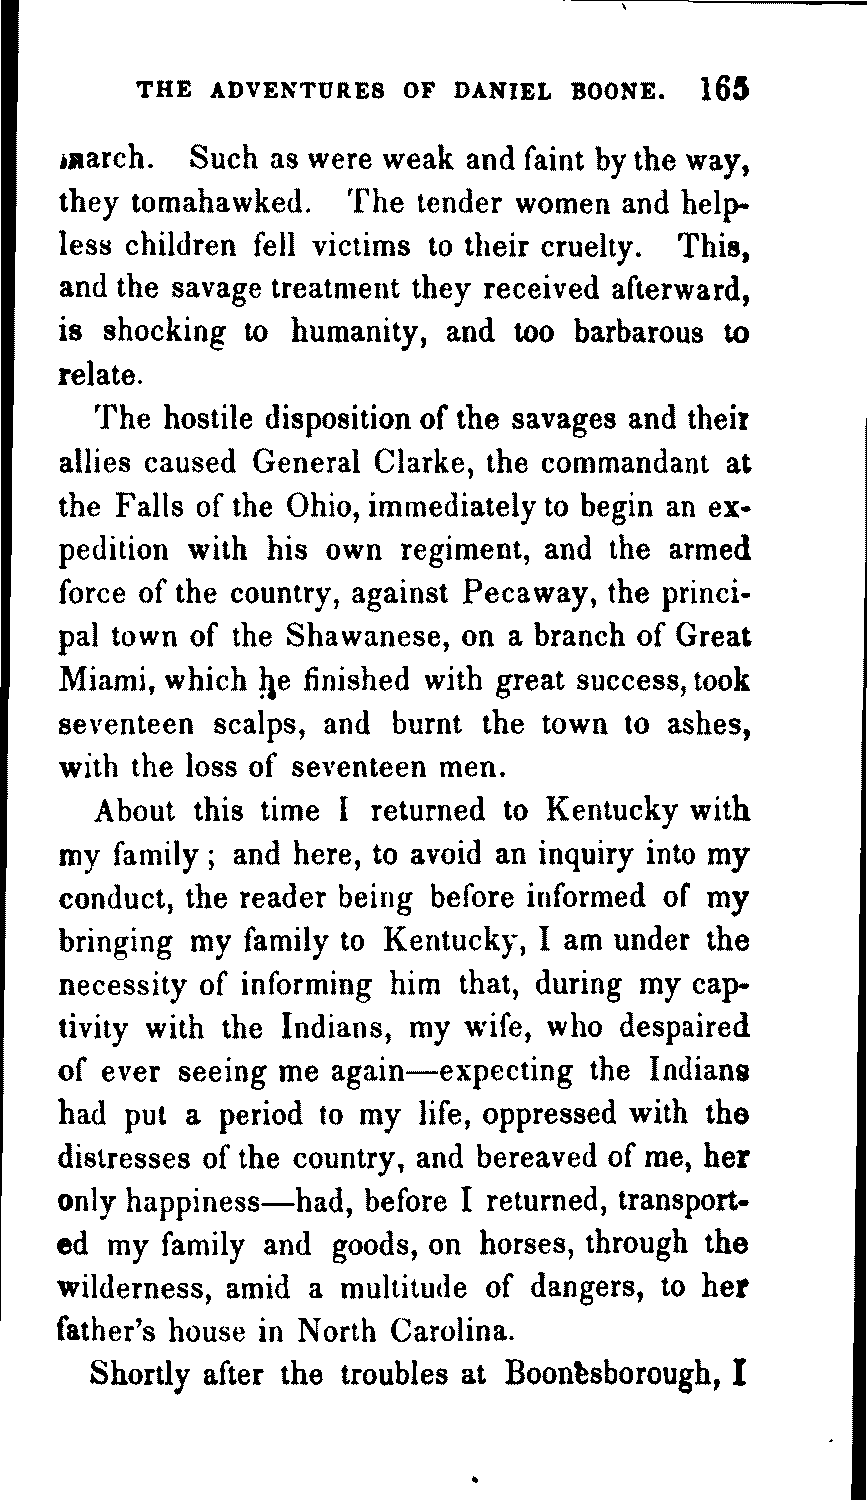 THE ADVENTURES OF DANIEL BOONE. 165
march. Such as were weak and faint by the way,
they tomahawked. The tender women and help-
less children fell victims to their cruelty. This,
and the savage treatment they received afterward,
is shocking to humanity, and too barbarous to
relate.
The hostile disposition of the savages and their
allies caused General Clarke, the commandant at
the Falls of the Ohio, immediately to begin an ex-
pedition with his own regiment, and the armed
force of the country, against Pecaway, the princi-
pal town of the Shawanese, on a branch of Great
Miami, which he finished with great success, took
seventeen scalps, and burnt the town to ashes,
with the loss of seventeen men.
About this time I returned to Kentucky with
my family; and here, to avoid an inquiry into my
conduct, the reader being before informed of my
bringing my family to Kentucky, I am under the
necessity of informing him that, during my cap-
tivity with the Indians, my wife, who despaired
of ever seeing me again—expecting the Indians
had put a period to my life, oppressed with the
distresses of the country, and bereaved of me, her
only happiness—had, before I returned, transport-
ed my family and goods, on horses, through the
wilderness, amid a multitude of dangers, to her
father's house in North Carolina.
Shortly after the troubles at Boonesborough, I